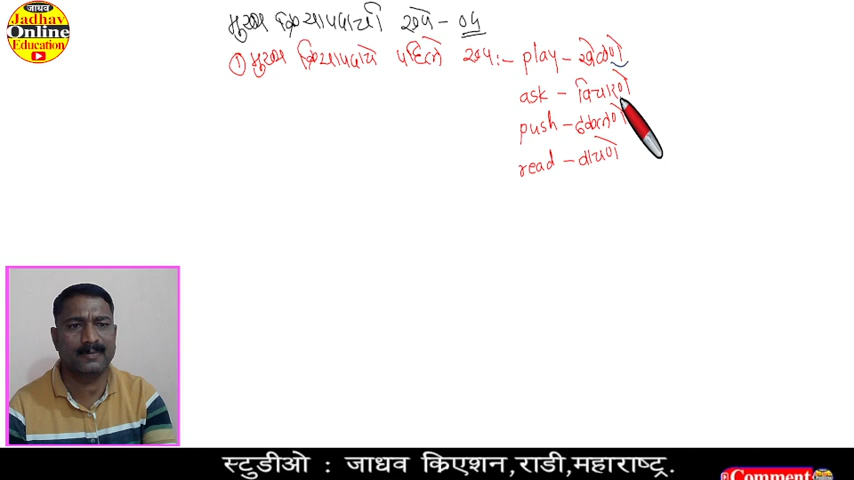 जाधव
Jadhav
Online
Education
मुख्य क्रियापदाची रूपे - ०५
① मुख्य क्रियापदाचे पहिले रूप :- play - खेळणे
ask - विचारणे
push - ढकलणे
read - वाचणे
स्टुडीओ : जाधव क्रिएशन,राडी,महाराष्ट्र.
Comment